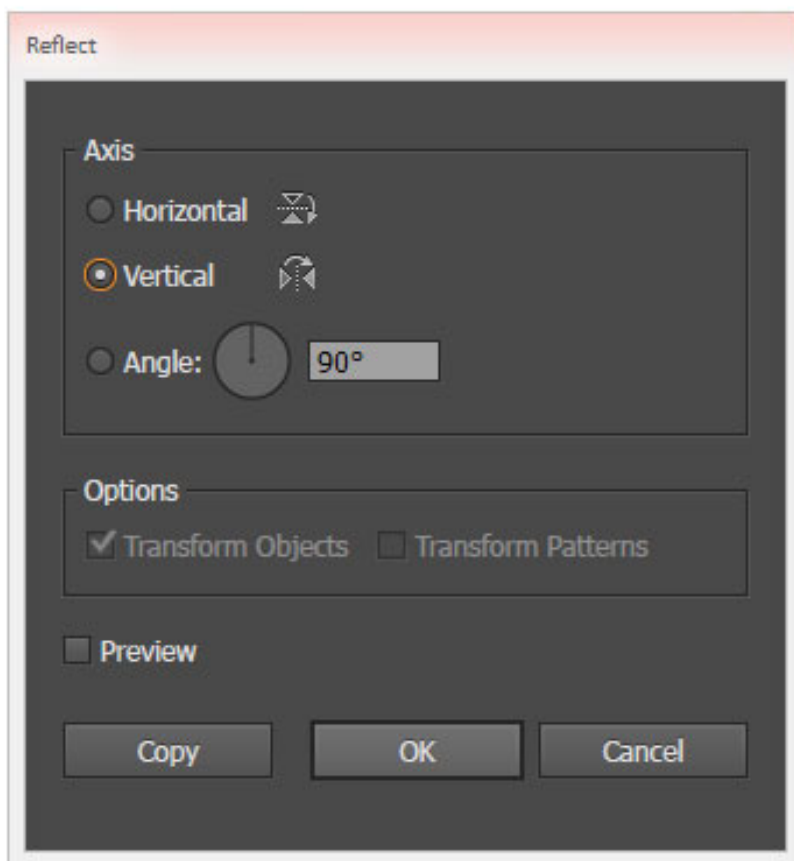 Reflect
Axis
Horizontal
Vertical
Angle: 90°
Options
Transform Objects Transform Patterns
Preview
Copy OK Cancel